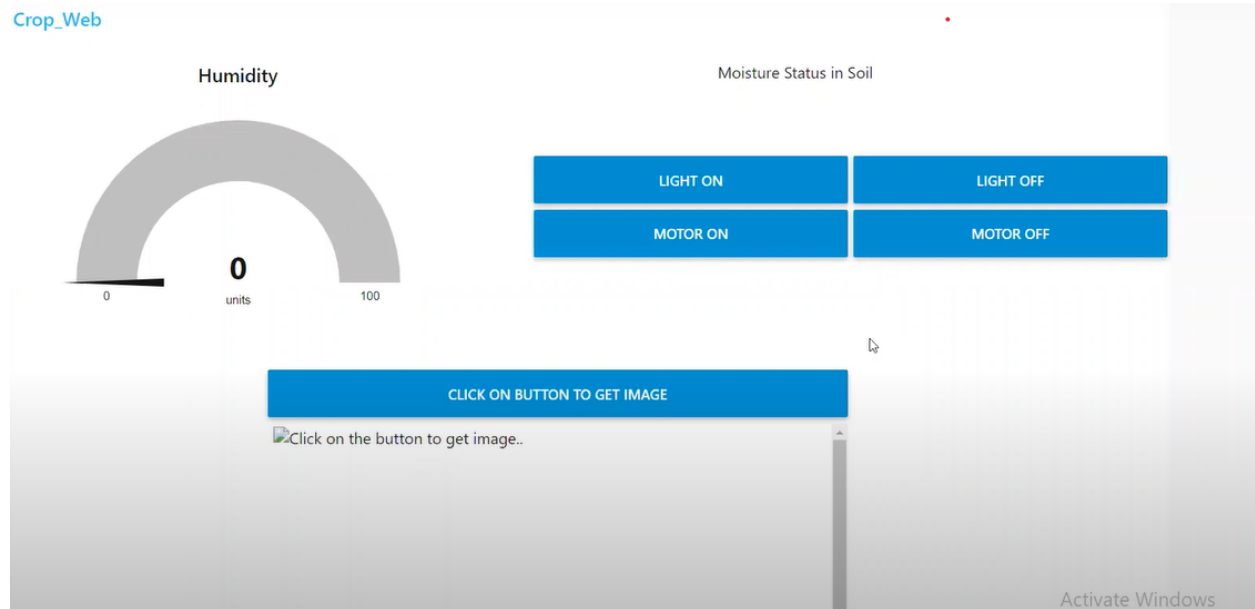 Crop_Web
Humidity
0
units
0
100
Moisture Status in Soil
LIGHT ON
LIGHT OFF
MOTOR ON
MOTOR OFF
CLICK ON BUTTON TO GET IMAGE
Click on the button to get image..
Activate Windows